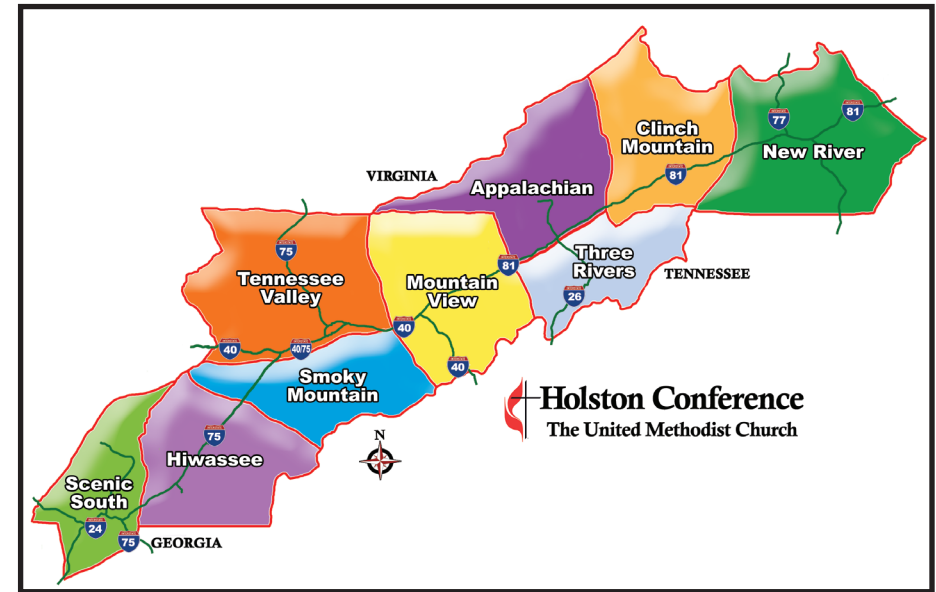 77
81
Clinch
Mountain
New River
VIRGINIA
81
Appalachian
75
Three
Rivers
81
TENNESSEE
Tennessee
Valley
Mountain
View
26
40
40
40/75
40
Smoky
Mountain
Holston Conference
The United Methodist Church
N
75
Hiwassee
Scenic
South
24
75
GEORGIA